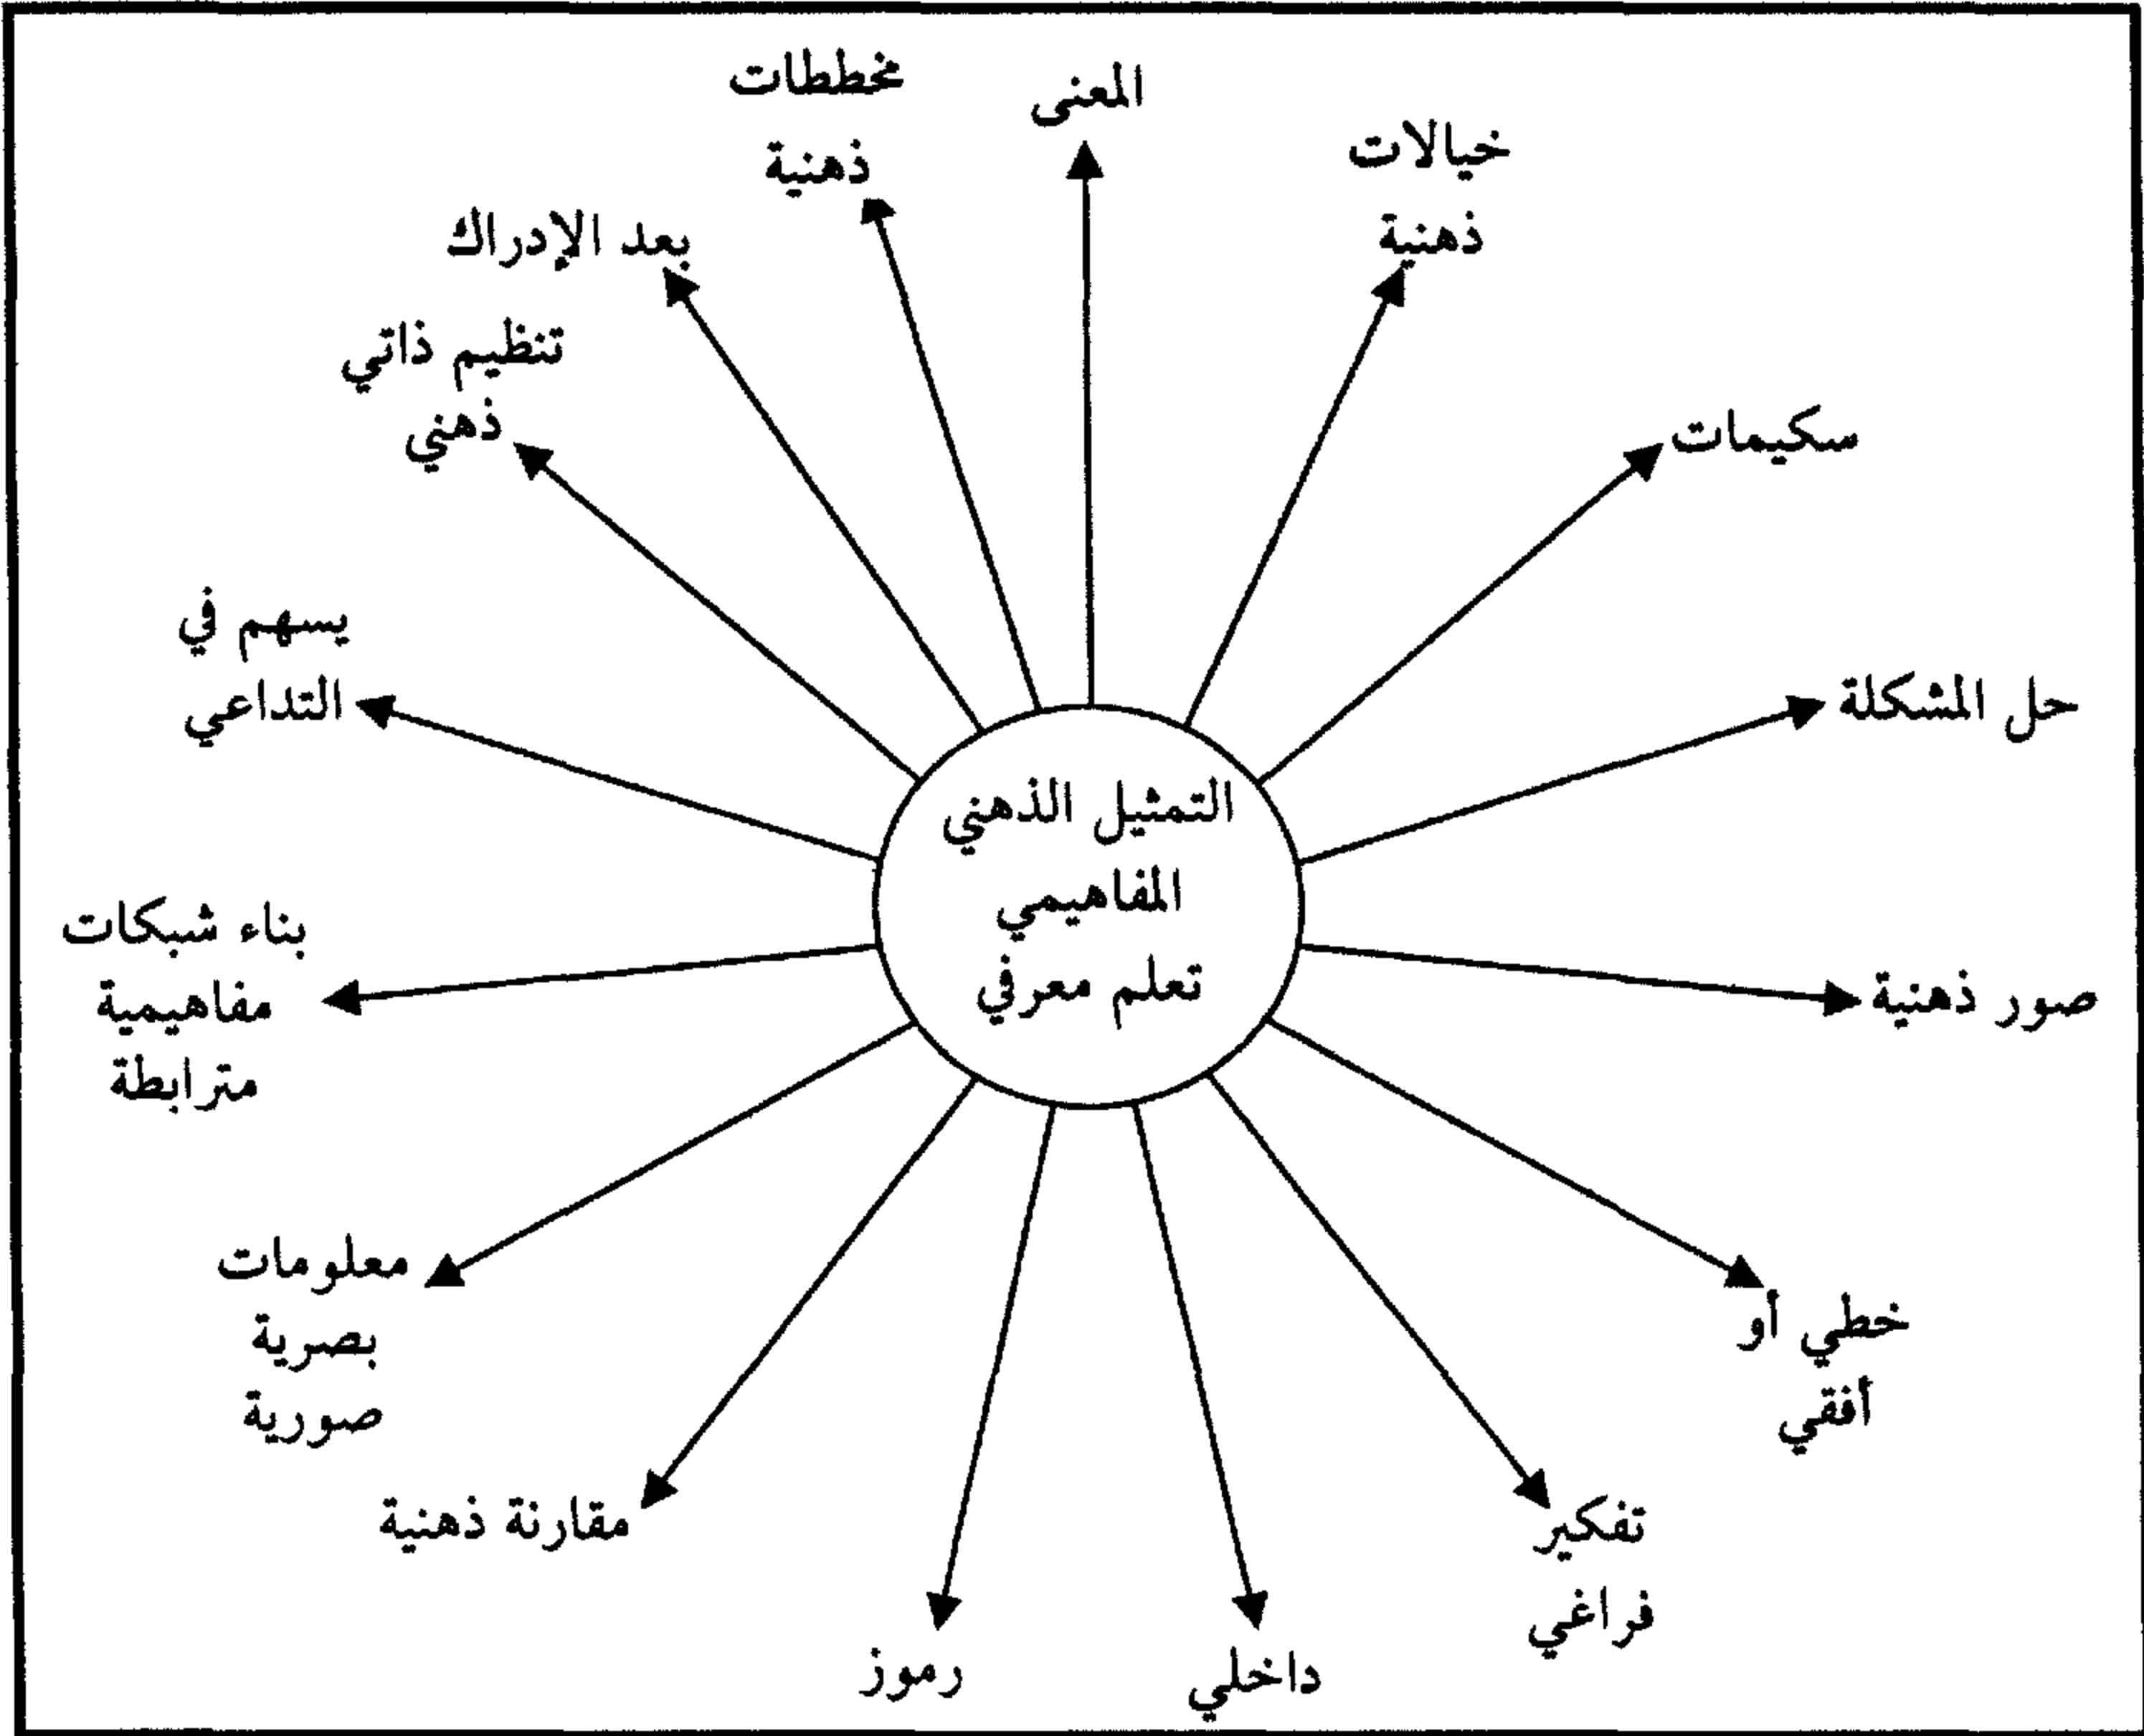 المعنى
خيالات
ذهنية
سكيمات
حل المشكلة
صور ذهنية
خطي أو
أفقي
تفكير
فراغي
داخلي
رموز
مقارنة ذهنية
معلومات
بصرية
صورية
بناء شبكات
مفاهيمية
مترابطة
يسهم في
التداعي
تنظيم ذاتي
ذهني
بعد الإدراك
مخططات
ذهنية
التمثيل الذهني
المفاهيمي
تعلم معرفي